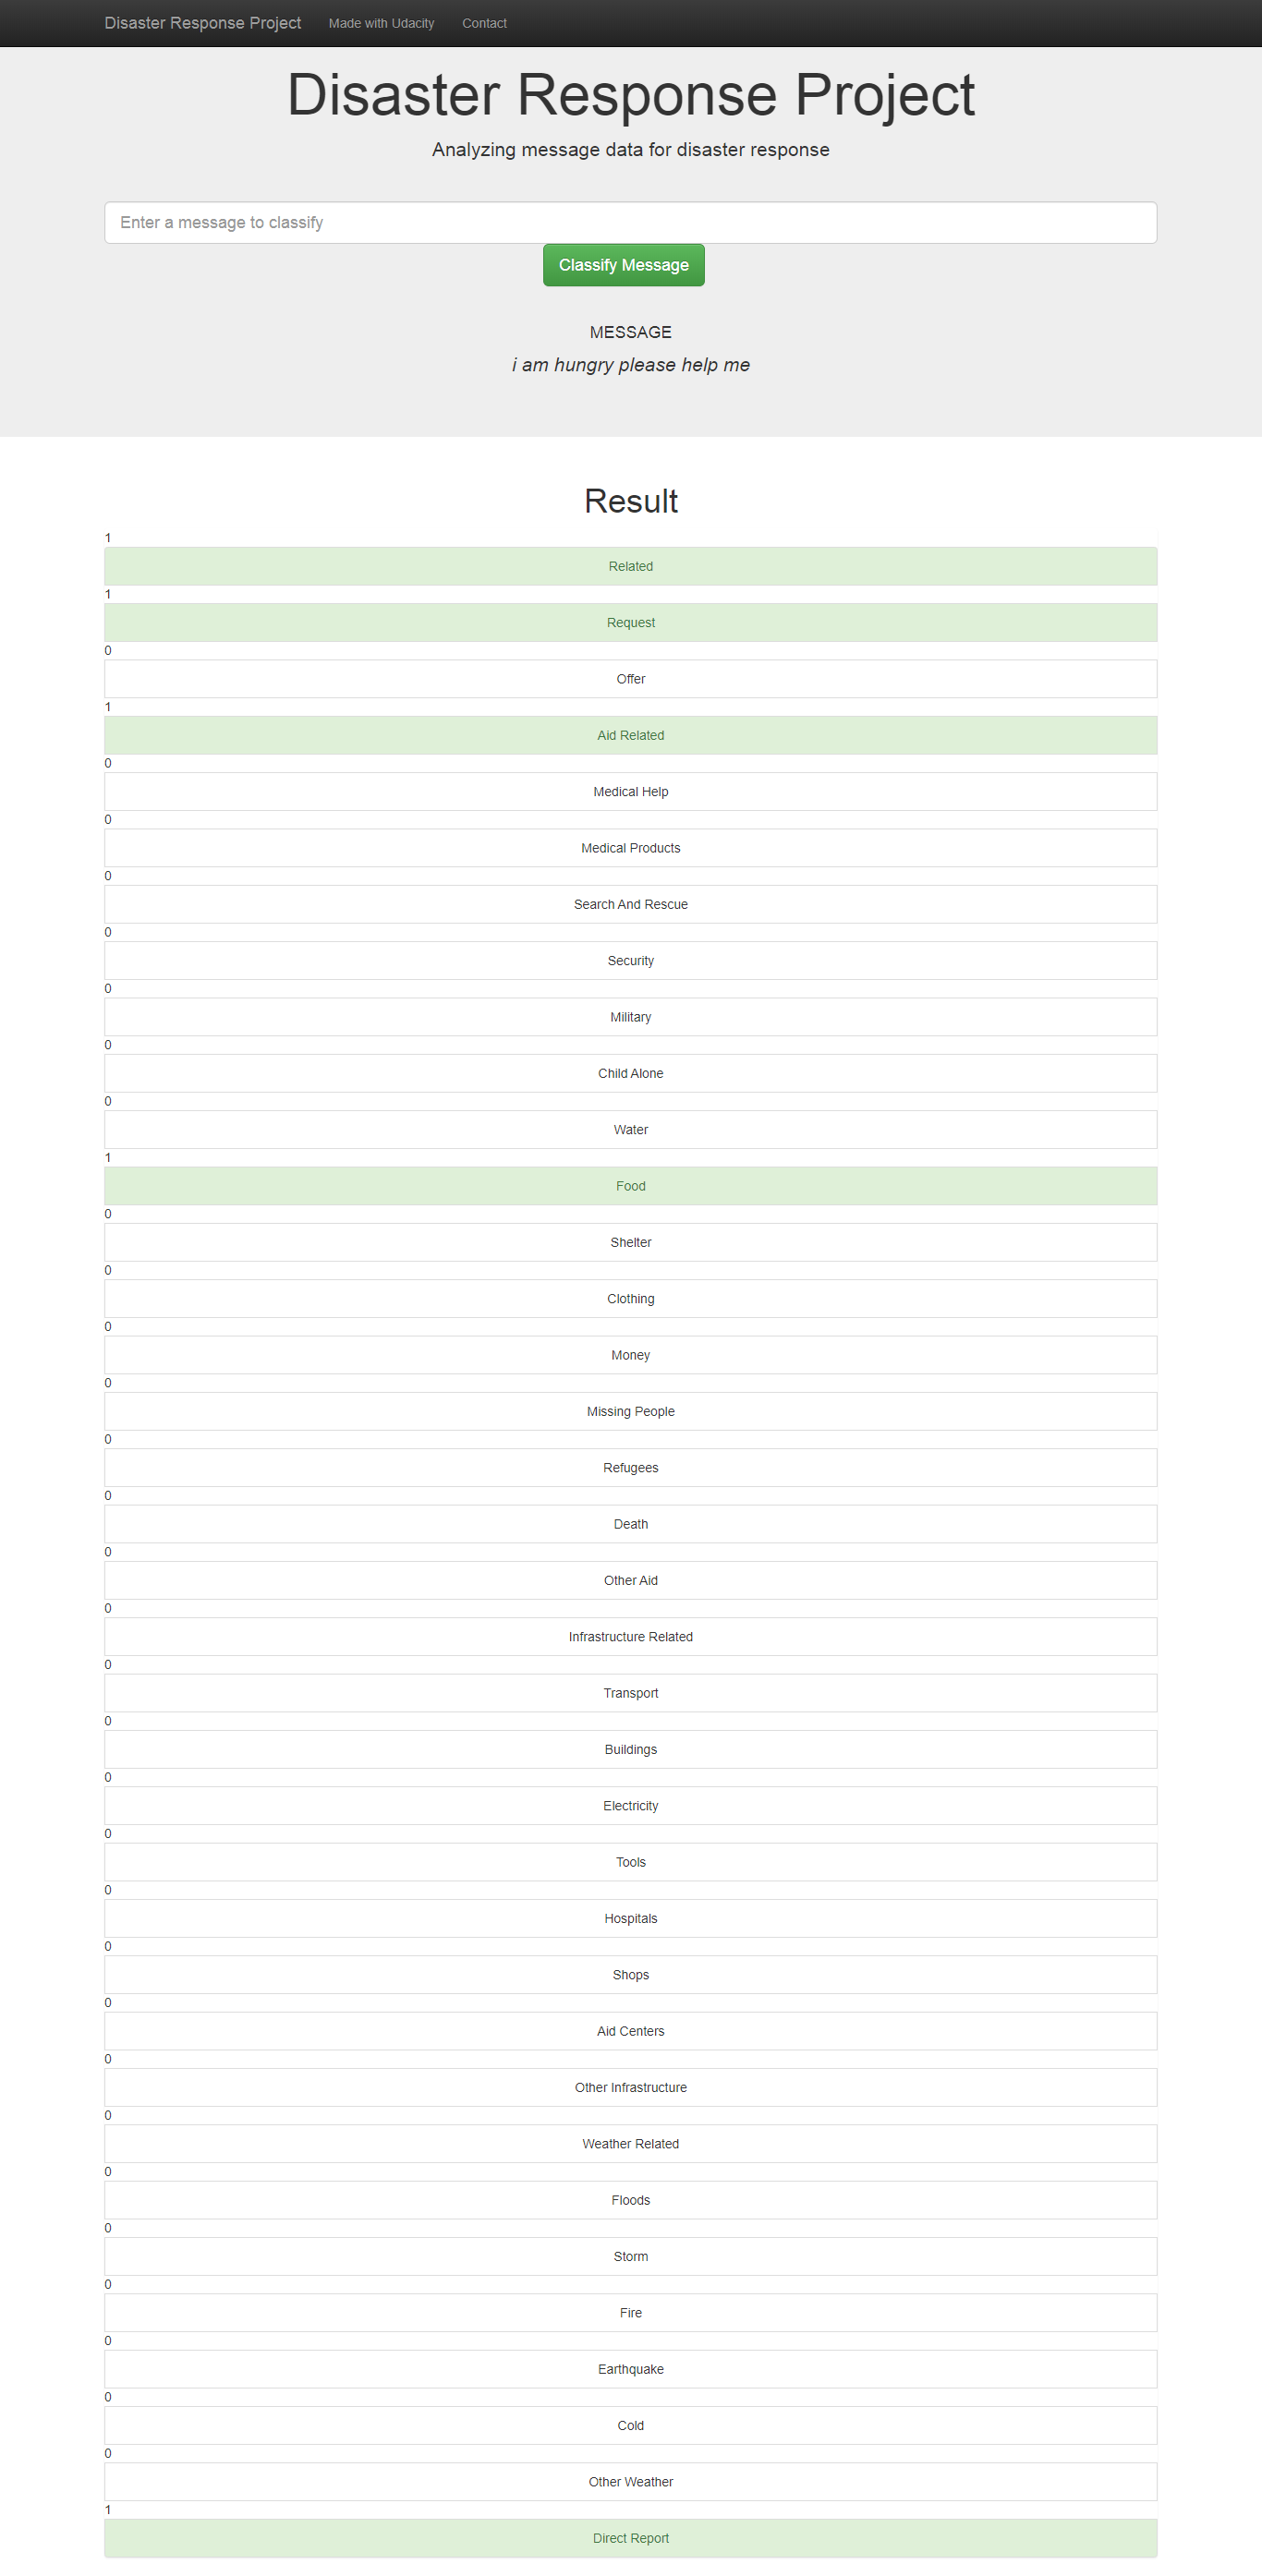 Disaster Response Project Made with Udacity Contact
Disaster Response Project
Analyzing message data for disaster response
Enter a message to classify
Classify Message
MESSAGE
i am hungry please help me
Result
1
Related
1
Request
0
Offer
1
Aid Related
0
Medical Help
0
Medical Products
0
Search And Rescue
0
Security
0
Military
0
Child Alone
0
Water
1
Food
0
Shelter
0
Clothing
0
Money
0
Missing People
0
Refugees
0
Death
0
Other Aid
0
Infrastructure Related
0
Transport
0
Buildings
0
Electricity
0
Tools
0
Hospitals
0
Shops
0
Aid Centers
0
Other Infrastructure
0
Weather Related
0
Floods
0
Storm
0
Fire
0
Earthquake
0
Cold
0
Other Weather
1
Direct Report